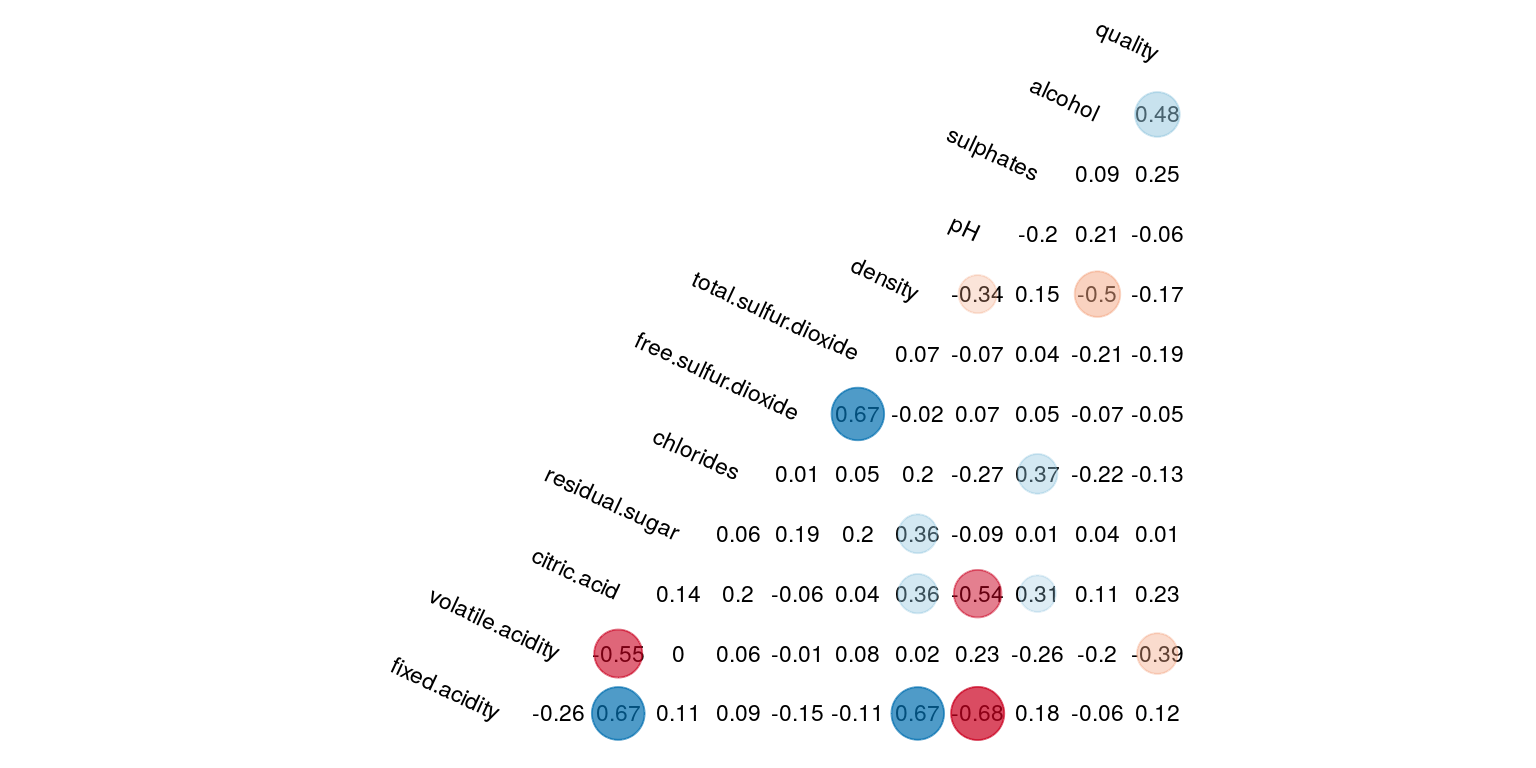 quality
alcohol 0.48
sulphates 0.09 0.25
pH -0.2 0.21 -0.06
density -0.34 0.15 -0.5 -0.17
total.sulfur.dioxide 0.07 -0.07 0.04 -0.21 -0.19
free.sulfur.dioxide 0.67 -0.02 0.07 0.05 -0.07 -0.05
chlorides 0.01 0.05 0.2 -0.27 0.37 -0.22 -0.13
residual.sugar 0.06 0.19 0.2 0.36 -0.09 0.01 0.04 0.01
citric.acid 0.14 0.2 -0.06 0.04 0.36 -0.54 0.31 0.11 0.23
volatile.acidity -0.55 0 0.06 -0.01 0.08 0.02 0.23 -0.26 -0.2 -0.39
fixed.acidity -0.26 0.67 0.11 0.09 -0.15 -0.11 0.67 -0.68 0.18 -0.06 0.12